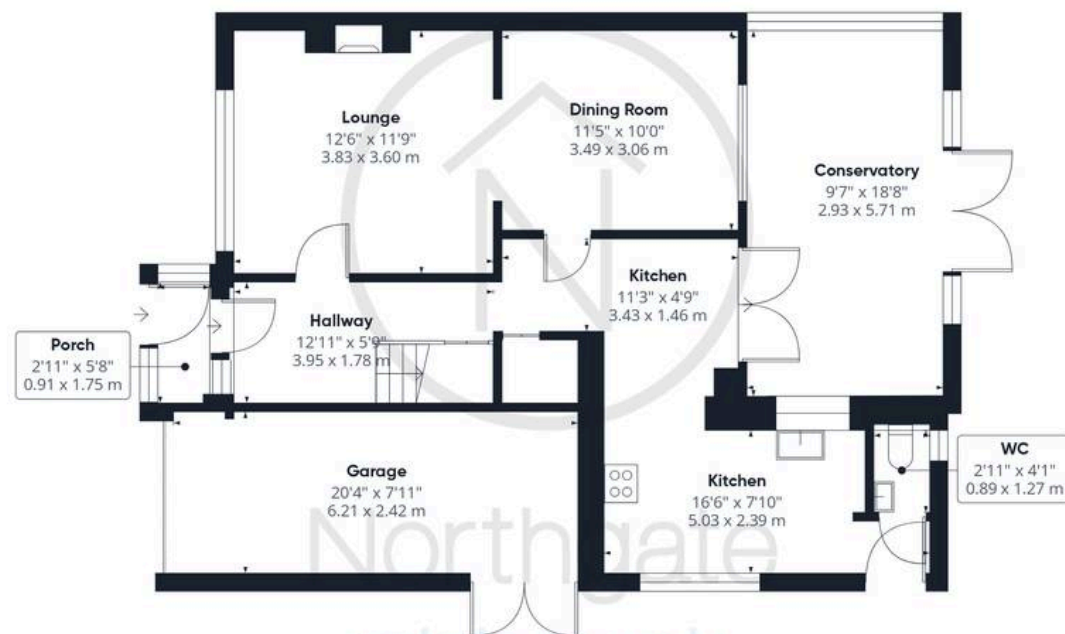 Lounge
12'6" x 11'9"
3.83 x 3.60 m
Dining Room
11'5" x 10'0"
3.49 x 3.06 m
Conservatory
9'7" x 18'8"
2.93 x 5.71 m
Kitchen
11'3" x 4'9"
3.43 x 1.46 m
Hallway
12'11" x 5'9"
3.95 x 1.78 m
Porch
2'11" x 5'8"
0.91 x 1.75 m
Garage
20'4" x 7'11"
6.21 x 2.42 m
Kitchen
16'6" x 7'10"
5.03 x 2.39 m
WC
2'11" x 4'1"
0.89 x 1.27 m
N
Northgate